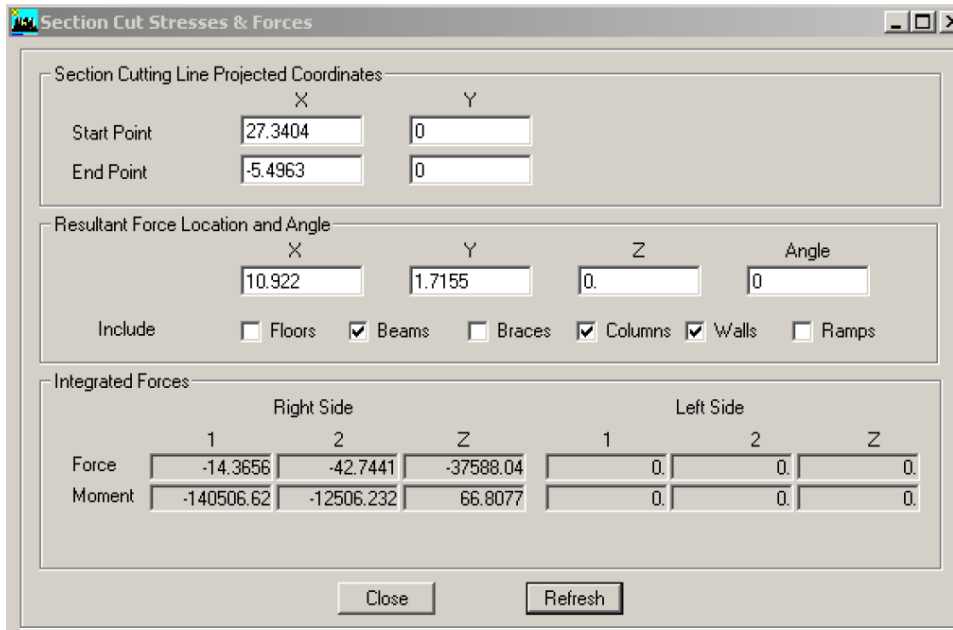 Section Cut Stresses & Forces
Section Cutting Line Projected Coordinates
X Y
Start Point 27.3404 0
End Point -5.4963 0
Resultant Force Location and Angle
X Y Z Angle
10.922 1.7155 0. 0
Include Floors Beams Braces Columns Walls Ramps
Integrated Forces
Right Side Left Side
1 2 Z 1 2 Z
Force -14.3656 -42.7441 -37588.04 0. 0. 0.
Moment -140506.62 -12506.232 66.8077 0. 0. 0.
Close Refresh